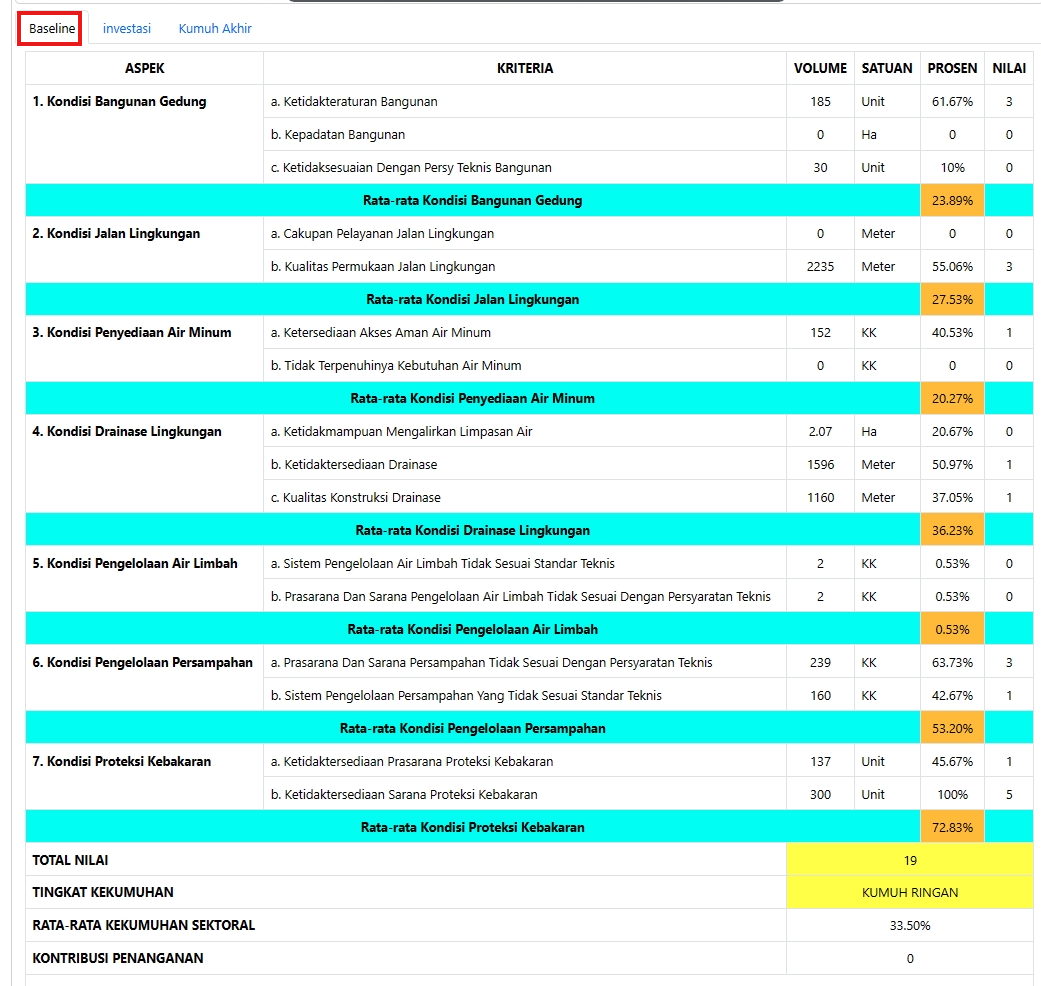 Baseline investasi Kumuh Akhir
ASPEK KRITERIA VOLUME SATUAN PROSEN NILAI
1. Kondisi Bangunan Gedung a. Ketidakteraturan Bangunan 185 Unit 61.67% 3
b. Kepadatan Bangunan 0 Ha 0 0
c. Ketidaksesuaian Dengan Persy Teknis Bangunan 30 Unit 10% 0
Rata-rata Kondisi Bangunan Gedung 23.89%
2. Kondisi Jalan Lingkungan a. Cakupan Pelayanan Jalan Lingkungan 0 Meter 0 0
b. Kualitas Permukaan Jalan Lingkungan 2235 Meter 55.06% 3
Rata-rata Kondisi Jalan Lingkungan 27.53%
3. Kondisi Penyediaan Air Minum a. Ketersediaan Akses Aman Air Minum 152 KK 40.53% 1
b. Tidak Terpenuhinya Kebutuhan Air Minum 0 KK 0 0
Rata-rata Kondisi Penyediaan Air Minum 20.27%
4. Kondisi Drainase Lingkungan a. Ketidakmampuan Mengalirkan Limpasan Air 2.07 Ha 20.67% 0
b. Ketidaktersediaan Drainase 1596 Meter 50.97% 1
c. Kualitas Konstruksi Drainase 1160 Meter 37.05% 1
Rata-rata Kondisi Drainase Lingkungan 36.23%
5. Kondisi Pengelolaan Air Limbah a. Sistem Pengelolaan Air Limbah Tidak Sesuai Standar Teknis 2 KK 0.53% 0
b. Prasarana Dan Sarana Pengelolaan Air Limbah Tidak Sesuai Dengan Persyaratan Teknis 2 KK 0.53% 0
Rata-rata Kondisi Pengelolaan Air Limbah 0.53%
6. Kondisi Pengelolaan Persampahan a. Prasarana Dan Sarana Persampahan Tidak Sesuai Dengan Persyaratan Teknis 239 KK 63.73% 3
b. Sistem Pengelolaan Persampahan Yang Tidak Sesuai Standar Teknis 160 KK 42.67% 1
Rata-rata Kondisi Pengelolaan Persampahan 53.20%
7. Kondisi Proteksi Kebakaran a. Ketidaktersediaan Prasarana Proteksi Kebakaran 137 Unit 45.67% 1
b. Ketidaktersediaan Sarana Proteksi Kebakaran 300 Unit 100% 5
Rata-rata Kondisi Proteksi Kebakaran 72.83%
TOTAL NILAI 19
TINGKAT KEKUMUHAN KUMUH RINGAN
RATA-RATA KEKUMUHAN SEKTORAL 33.50%
KONTRIBUSI PENANGANAN 0